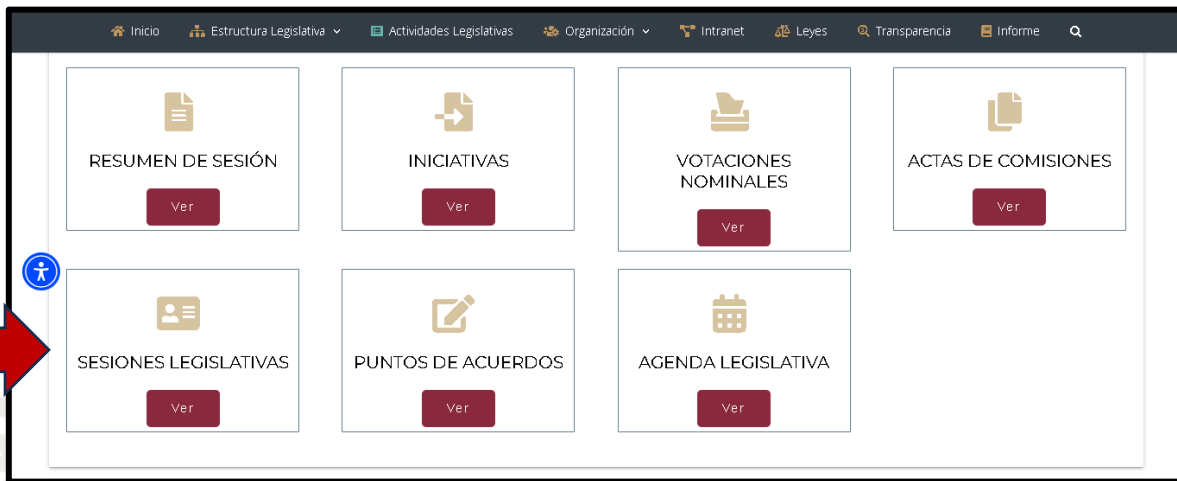 Inicio Estructura Legislativa Actividades Legislativas Organización Intranet Leyes Transparencia Informe
RESUMEN DE SESIÓN
Ver
INICIATIVAS
Ver
VOTACIONES
NOMINALES
Ver
ACTAS DE COMISIONES
Ver
SESIONES LEGISLATIVAS
Ver
PUNTOS DE ACUERDOS
Ver
AGENDA LEGISLATIVA
Ver